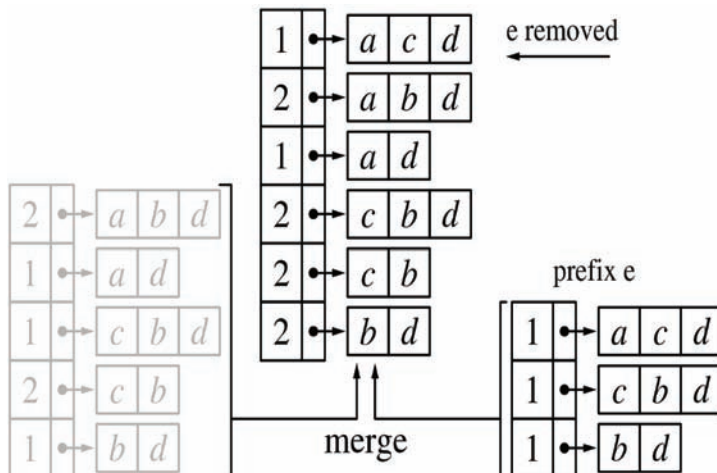 1 a c d
e removed
2 a b d
1 a d
2 c b d
2 c b
2 b d
2 a b d
1 a d
1 c b d
2 c b
1 b d
merge
prefix e
1 a c d
1 c b d
1 b d